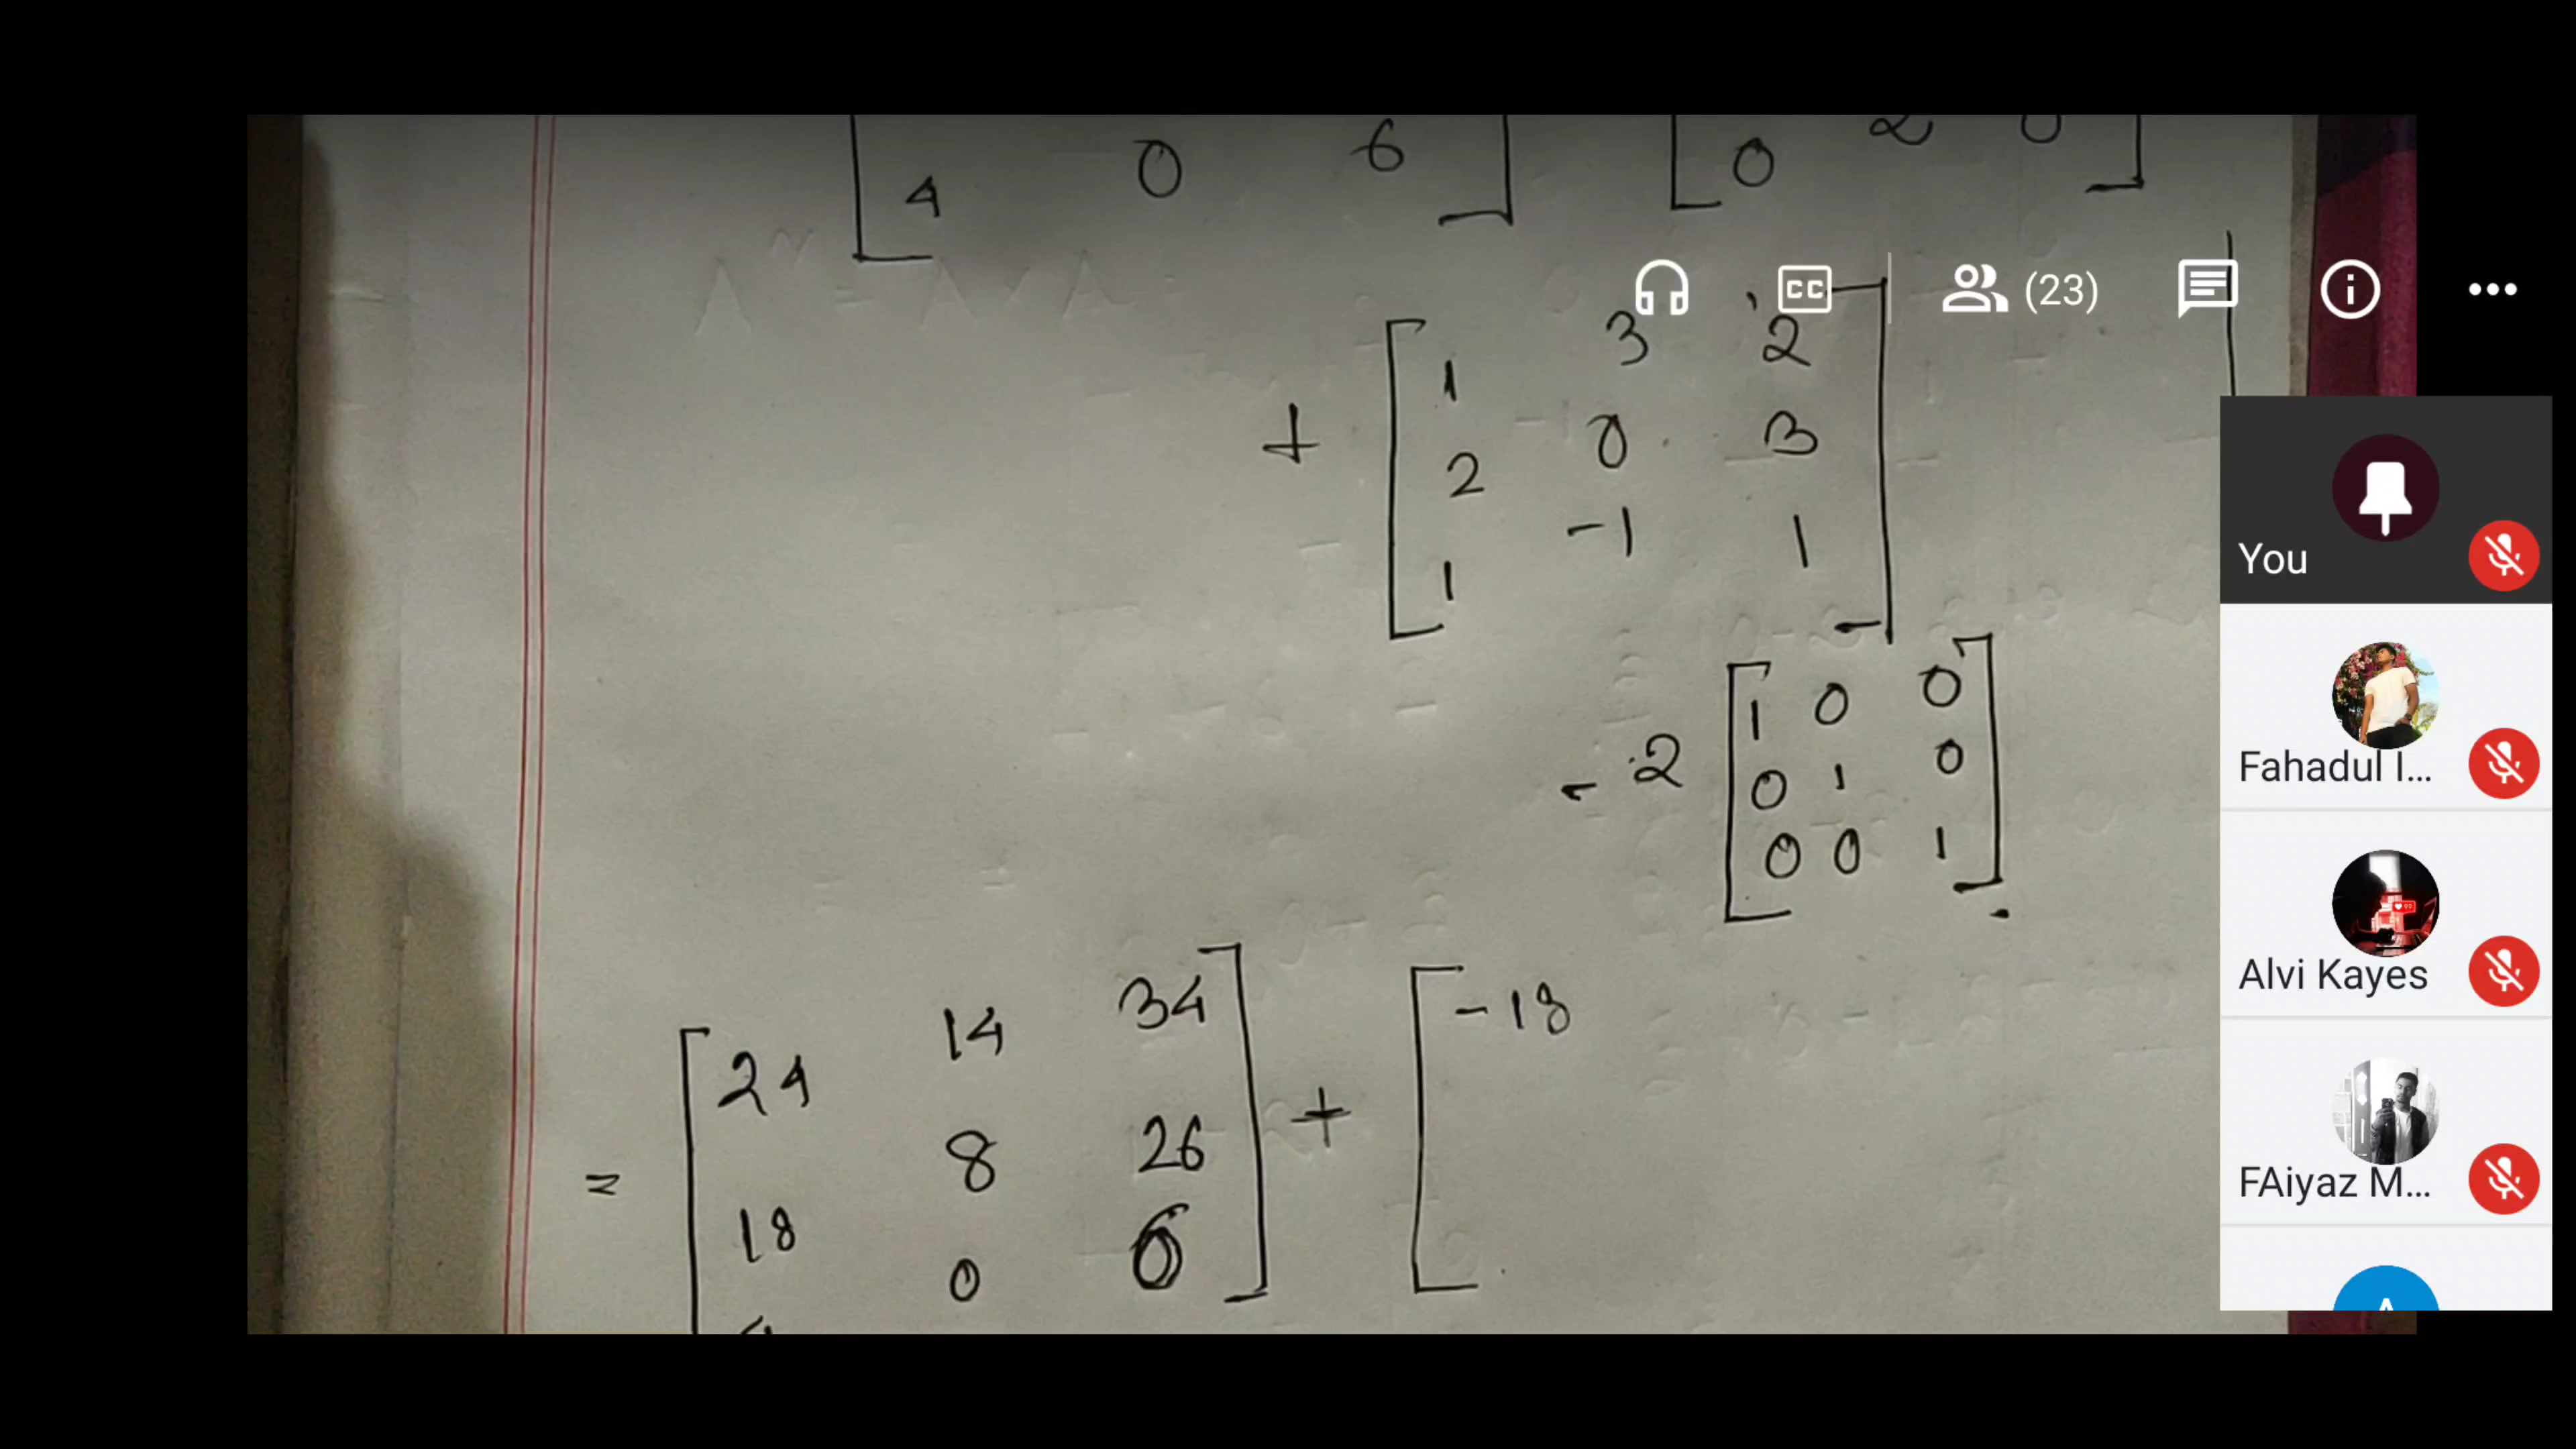 4 0 6 0 2 0
(23)
+ 1 3 2
2 0 3
1 -1 1
- 2 1 0 0
0 1 0
0 0 1
= 24 14 34 + -18
18 8 26
0 6
You
Fahadul I...
Alvi Kayes
FAiyaz M...
A